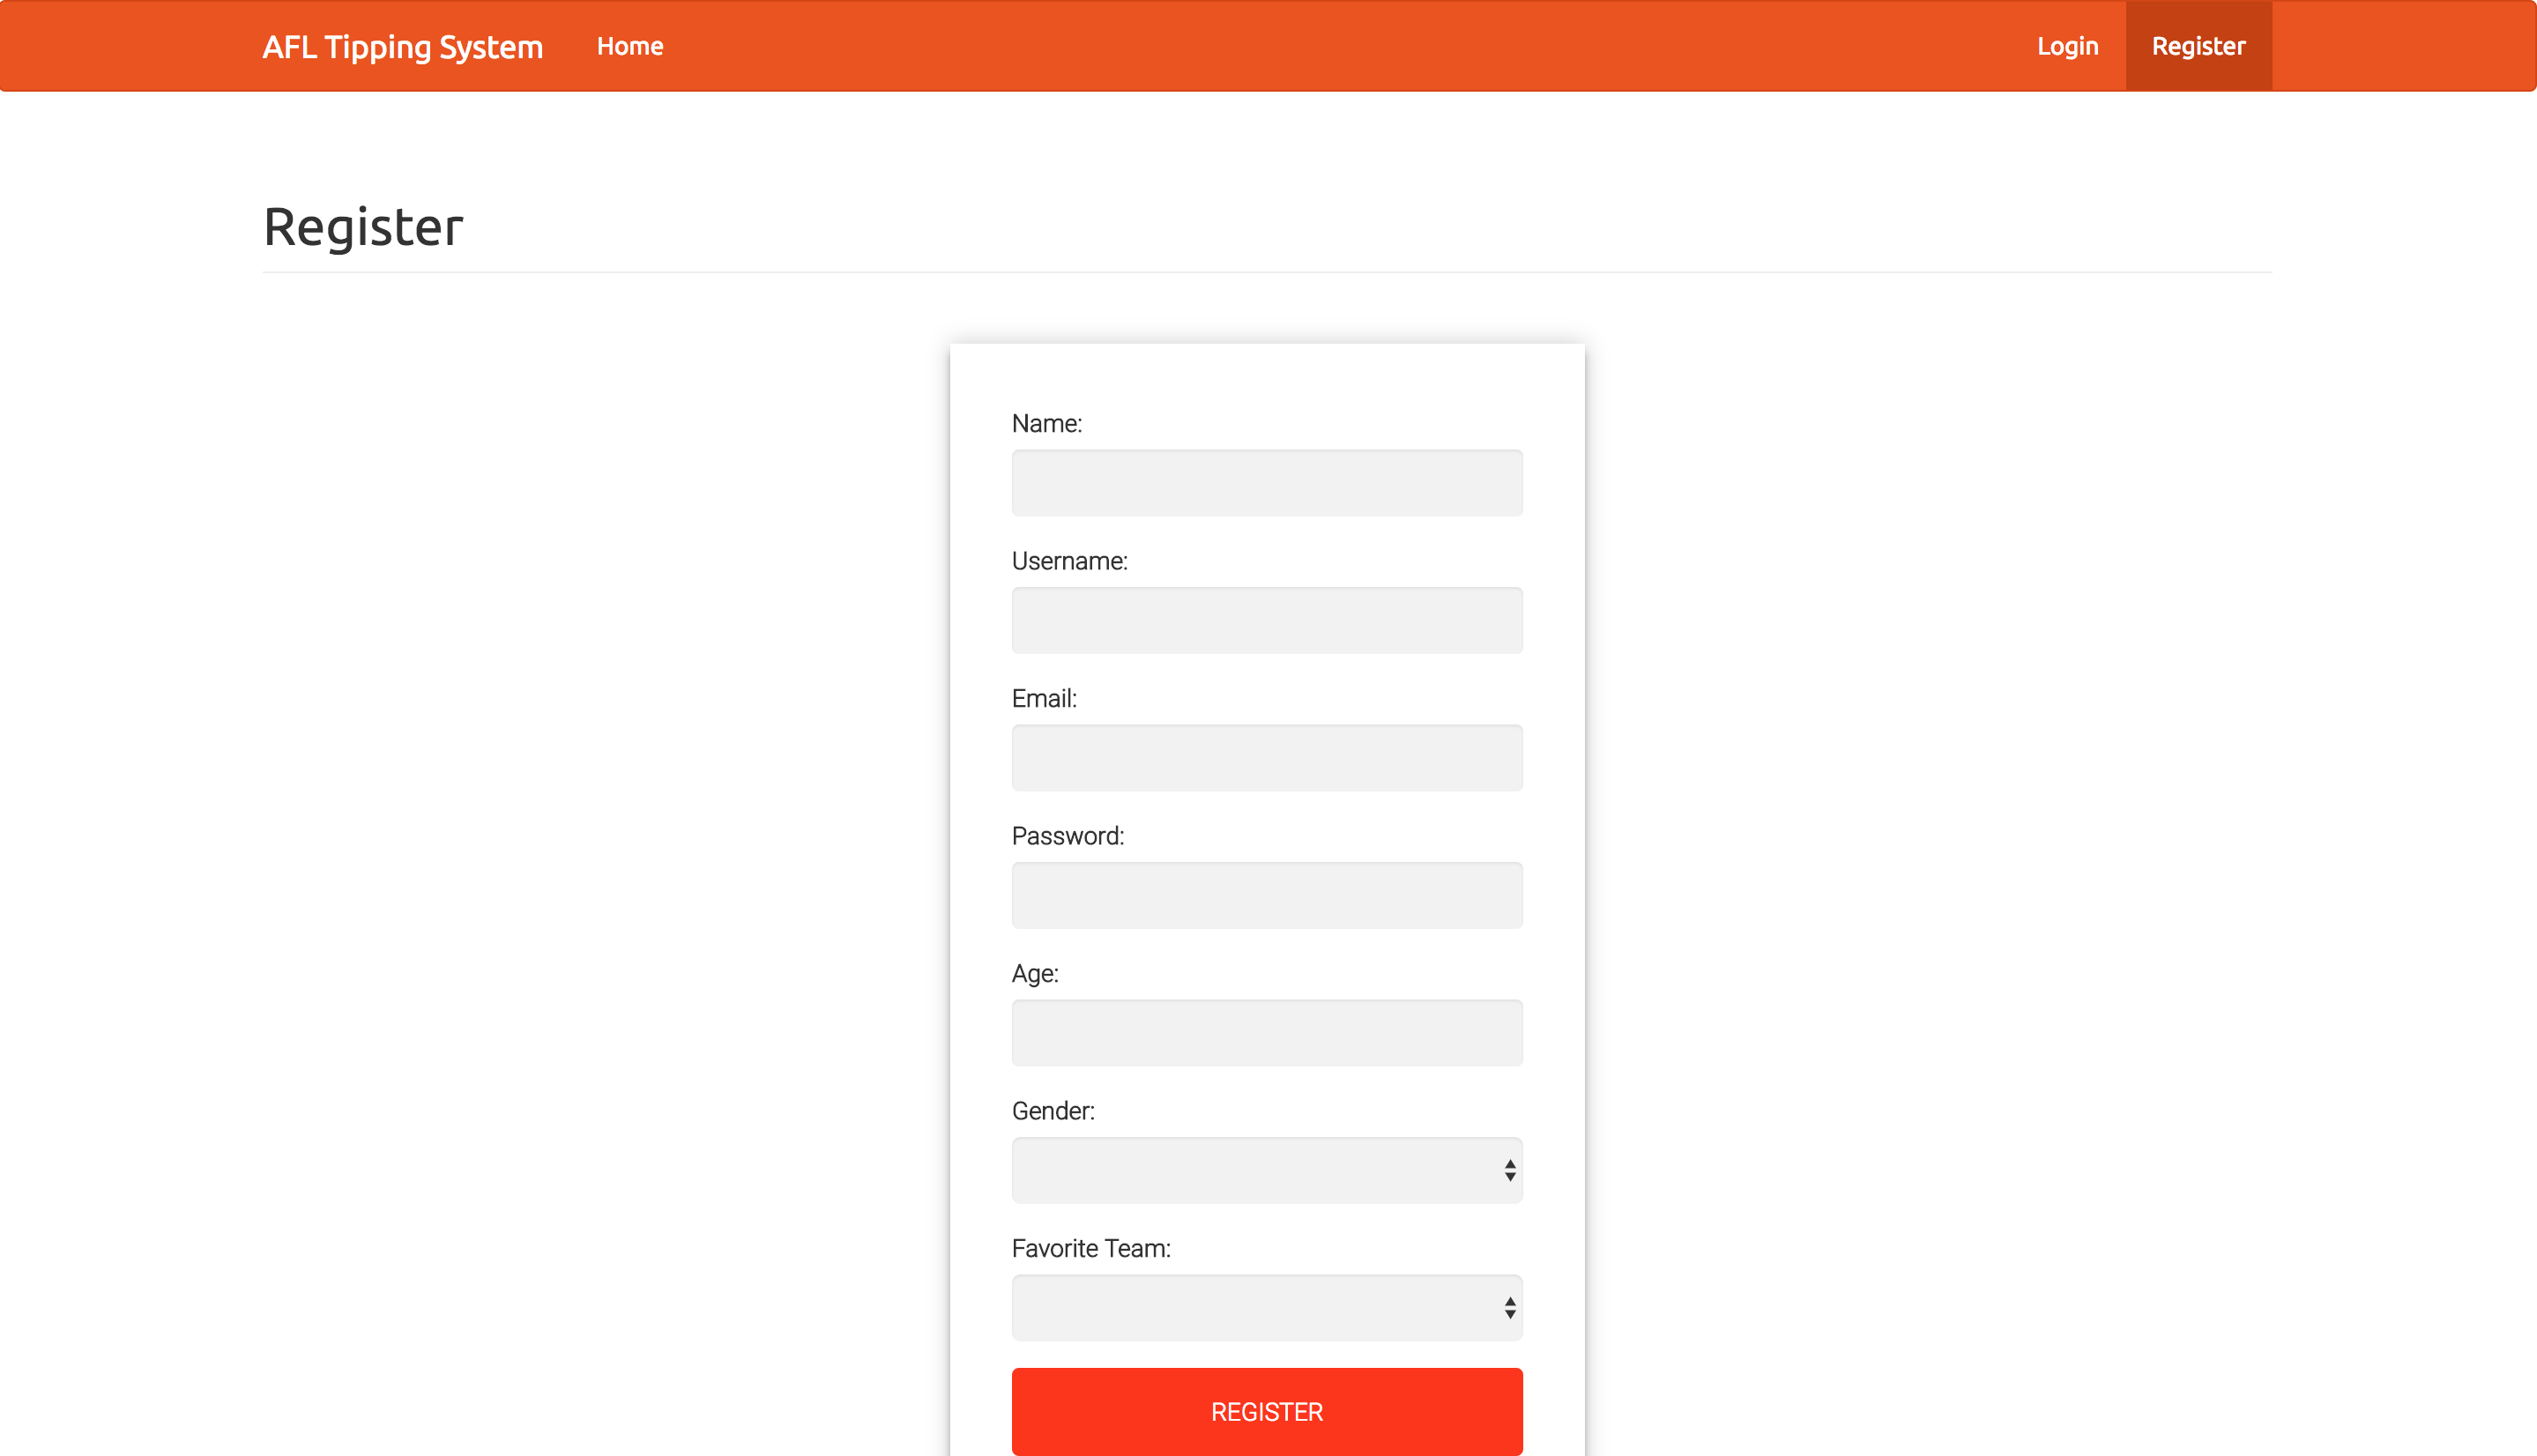 AFL Tipping System Home Login Register
Register
Name:
Username:
Email:
Password:
Age:
Gender:
Favorite Team:
REGISTER